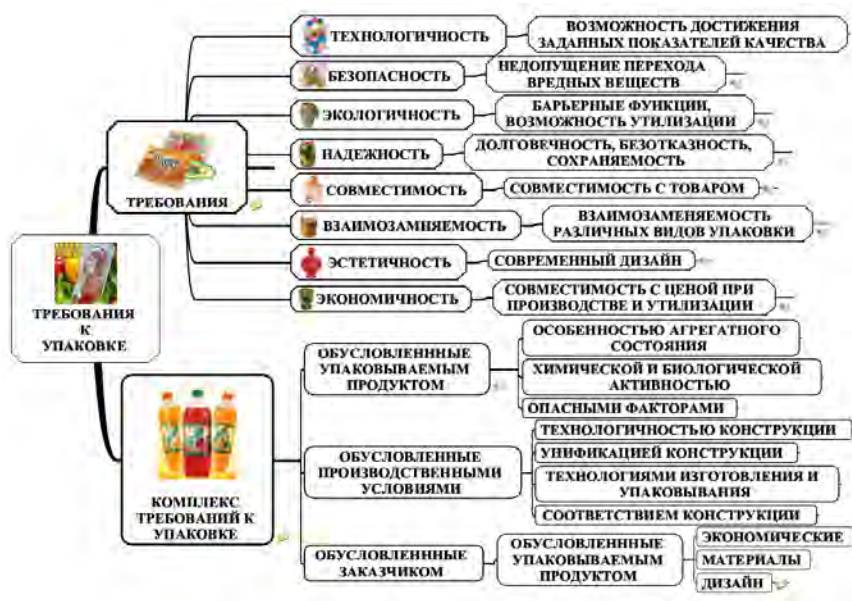 ТЕХНОЛОГИЧНОСТЬ
ВОЗМОЖНОСТЬ ДОСТИЖЕНИЯ
ЗАДАННЫХ ПОКАЗАТЕЛЕЙ КАЧЕСТВА
БЕЗОПАСНОСТЬ
НЕДОПУЩЕНИЕ ПЕРЕХОДА
ВРЕДНЫХ ВЕЩЕСТВ
ЭКОЛОГИЧНОСТЬ
БАРЬЕРНЫЕ ФУНКЦИИ,
ВОЗМОЖНОСТЬ УТИЛИЗАЦИИ
НАДЕЖНОСТЬ
ДОЛГОВЕЧНОСТЬ, БЕЗОТКАЗНОСТЬ,
СОХРАНЯЕМОСТЬ
ТРЕБОВАНИЯ
СОВМЕСТИМОСТЬ
СОВМЕСТИМОСТЬ С ТОВАРОМ
ВЗАИМОЗАМНЯЕМОСТЬ
ВЗАИМОЗАМЕНЯЕМОСТЬ
РАЗЛИЧНЫХ ВИДОВ УПАКОВКИ
ЭСТЕТИЧНОСТЬ
СОВРЕМЕННЫЙ ДИЗАЙН
ЭКОНОМИЧНОСТЬ
СОВМЕСТИМОСТЬ С ЦЕНОЙ ПРИ
ПРОИЗВОДСТВЕ И УТИЛИЗАЦИИ
ТРЕБОВАНИЯ
К
УПАКОВКЕ
КОМПЛЕКС
ТРЕБОВАНИЙ К
УПАКОВКЕ
ОБУСЛОВЛЕНННЫЕ
УПАКОВЫВАЕМЫМ
ПРОДУКТОМ
ОСОБЕННОСТЬЮ АГРЕГАТНОГО
СОСТОЯНИЯ
ХИМИЧЕСКОЙ И БИОЛОГИЧЕСКОЙ
АКТИВНОСТЬЮ
ОПАСНЫМИ ФАКТОРАМИ
ОБУСЛОВЛЕННЫЕ
ПРОИЗВОДСТВЕННЫМИ
УСЛОВИЯМИ
ТЕХНОЛОГИЧНОСТЬЮ КОНСТРУКЦИИ
УНИФИКАЦИЕЙ КОНСТРУКЦИИ
ТЕХНОЛОГИЯМИ ИЗГОТОВЛЕНИЯ И
УПАКОВЫВАНИЯ
СООТВЕТСТВИЕМ КОНСТРУКЦИИ
ОБУСЛОВЛЕНННЫЕ
ЗАКАЗЧИКОМ
ОБУСЛОВЛЕНННЫЕ
УПАКОВЫВАЕМЫМ
ПРОДУКТОМ
ЭКОНОМИЧЕСКИЕ
МАТЕРИАЛЫ
ДИЗАЙН